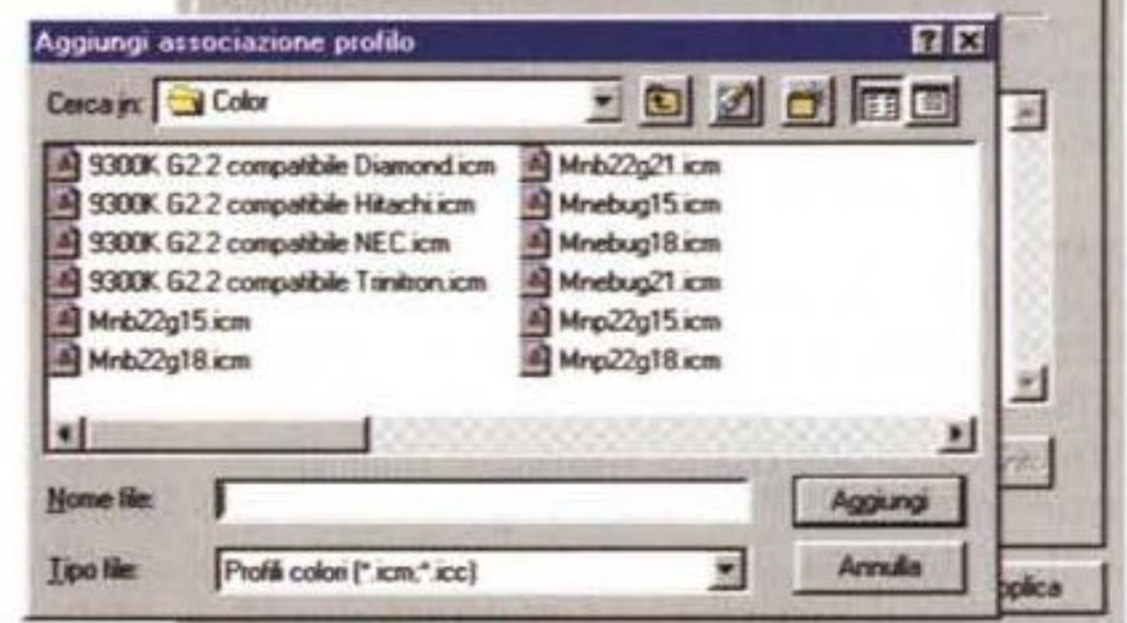 Aggiungi associazione profilo
Cerca in: Color
9300K G2.2 compatibile Diamond.icm
9300K G2.2 compatibile Hitachi.icm
9300K G2.2 compatibile NEC.icm
9300K G2.2 compatibile Trinitron.icm
Mnb22g15.icm
Mnb22g18.icm
Mnb22g21.icm
Mnebug15.icm
Mnebug18.icm
Mnebug21.icm
Mnp22g15.icm
Mnp22g18.icm
Nome file:
Aggiungi
Tipo file: Profili colori (*.icm;*.icc)
Annulla
pplica